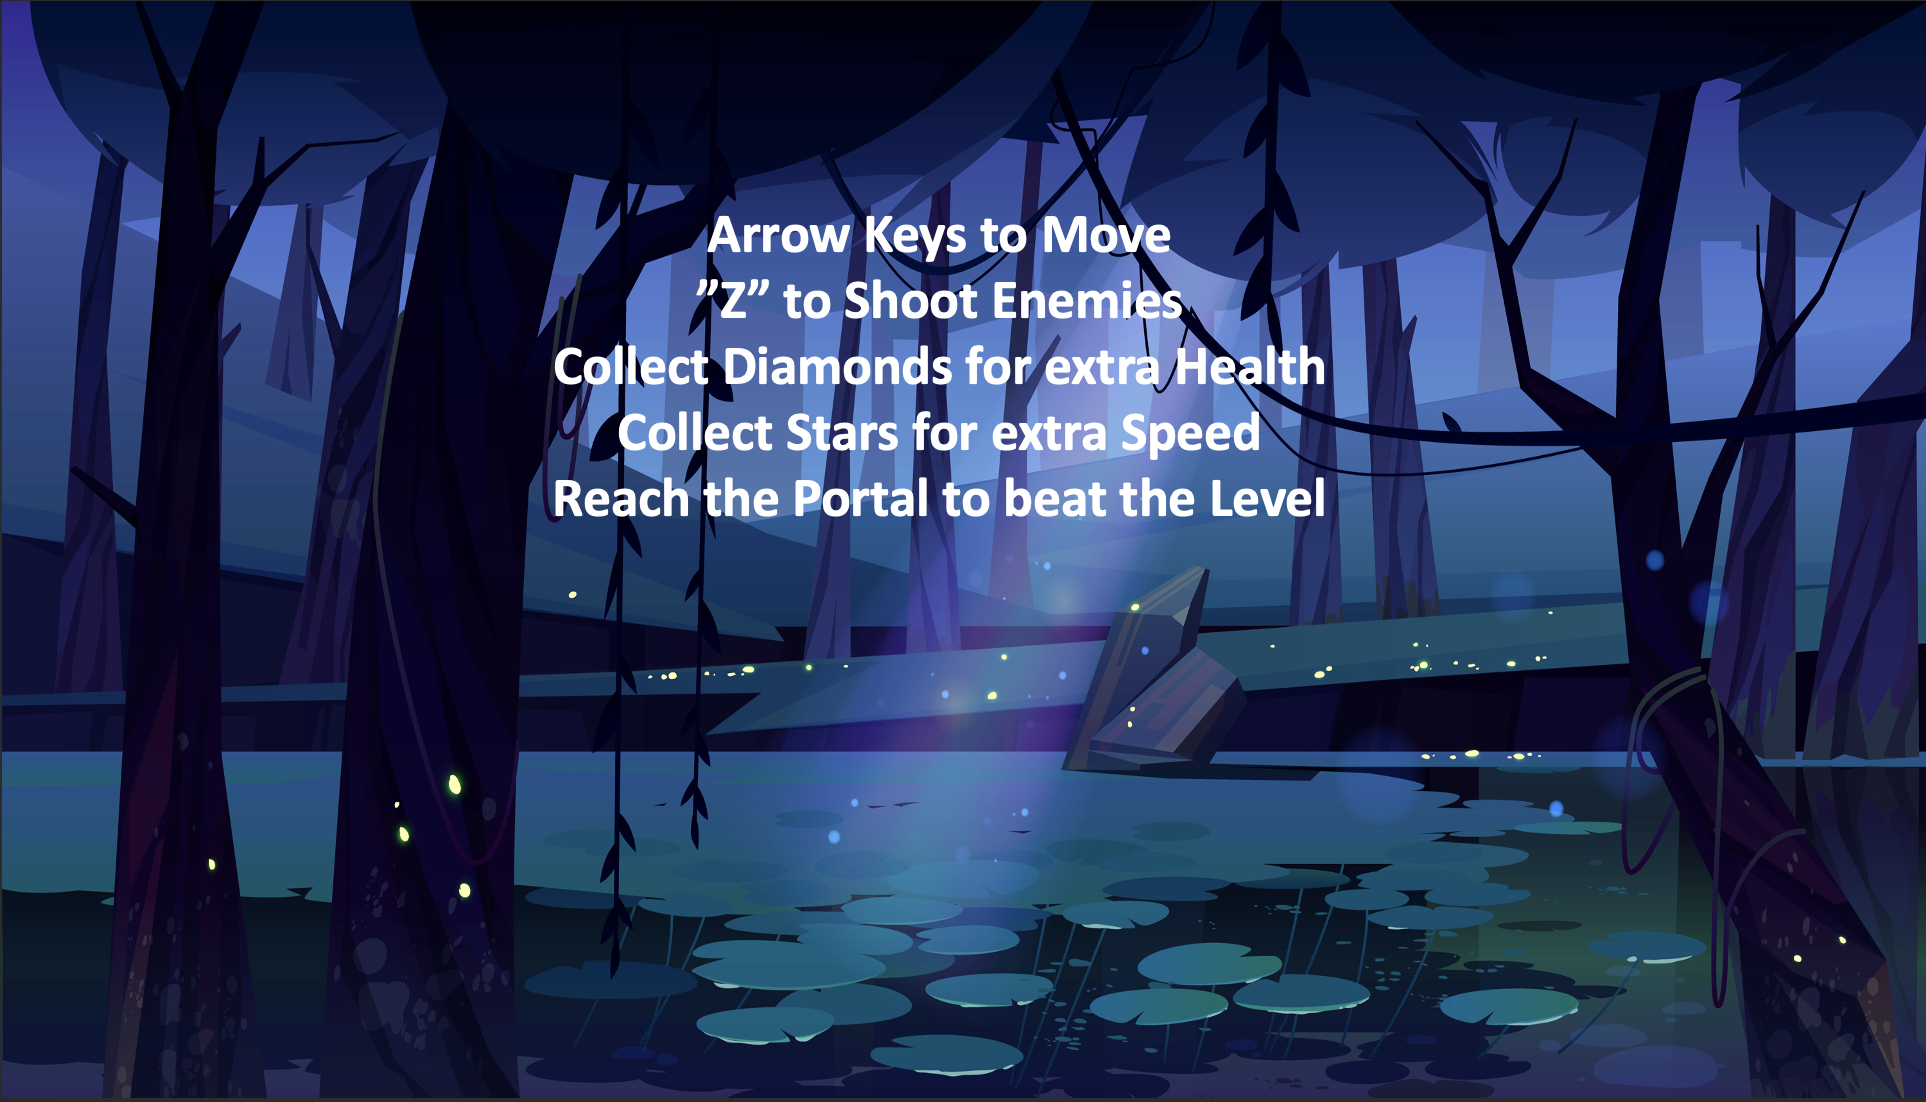 Arrow Keys to Move
”Z” to Shoot Enemies
Collect Diamonds for extra Health
Collect Stars for extra Speed
Reach the Portal to beat the Level